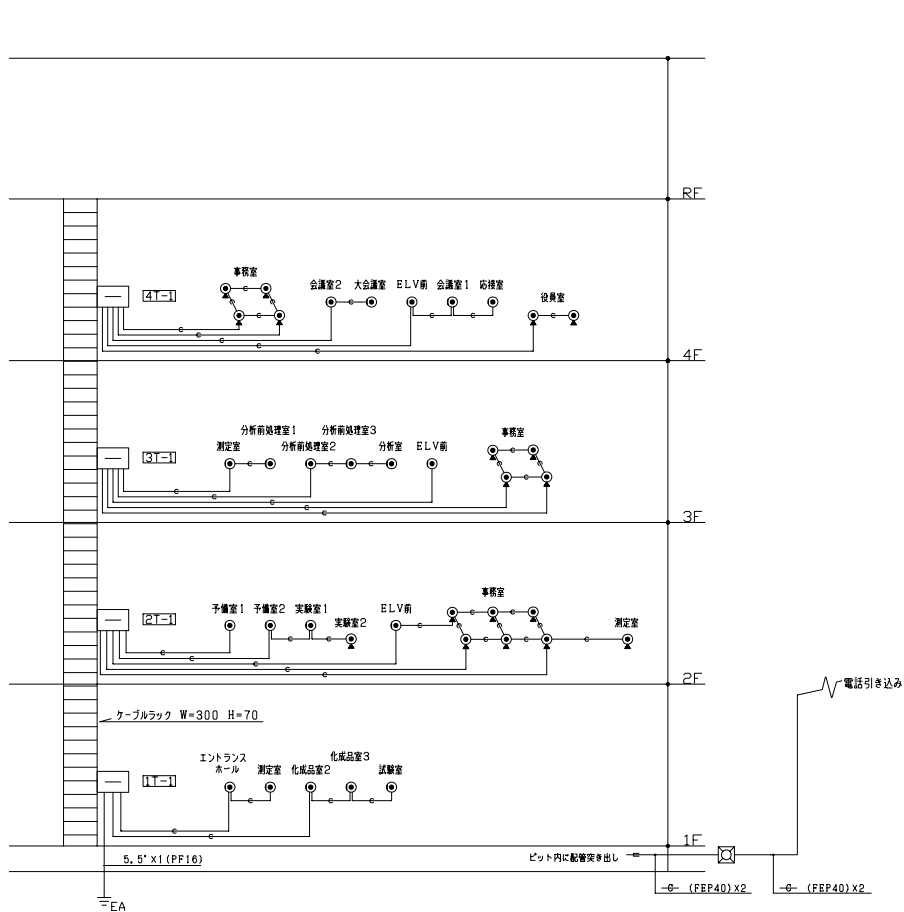 RF
事務室
会議室2 大会議室 ELV前 会議室1 応接室
役員室
4T-1
4F
分析前処理室1 分析前処理室3
測定室 分析前処理室2 分析室 ELV前
事務室
3T-1
3F
予備室1 予備室2 実験室1 ELV前
事務室
実験室2
測定室
2T-1
2F
電話引き込み
ケーブルラック W=300 H=70
エントランス
ホール
測定室 化成品室2
化成品室3
試験室
1T-1
1F
5.5°X1(PF16)
ピット内に配管突き出し
C (FEP40)X2
C (FEP40)X2
EA